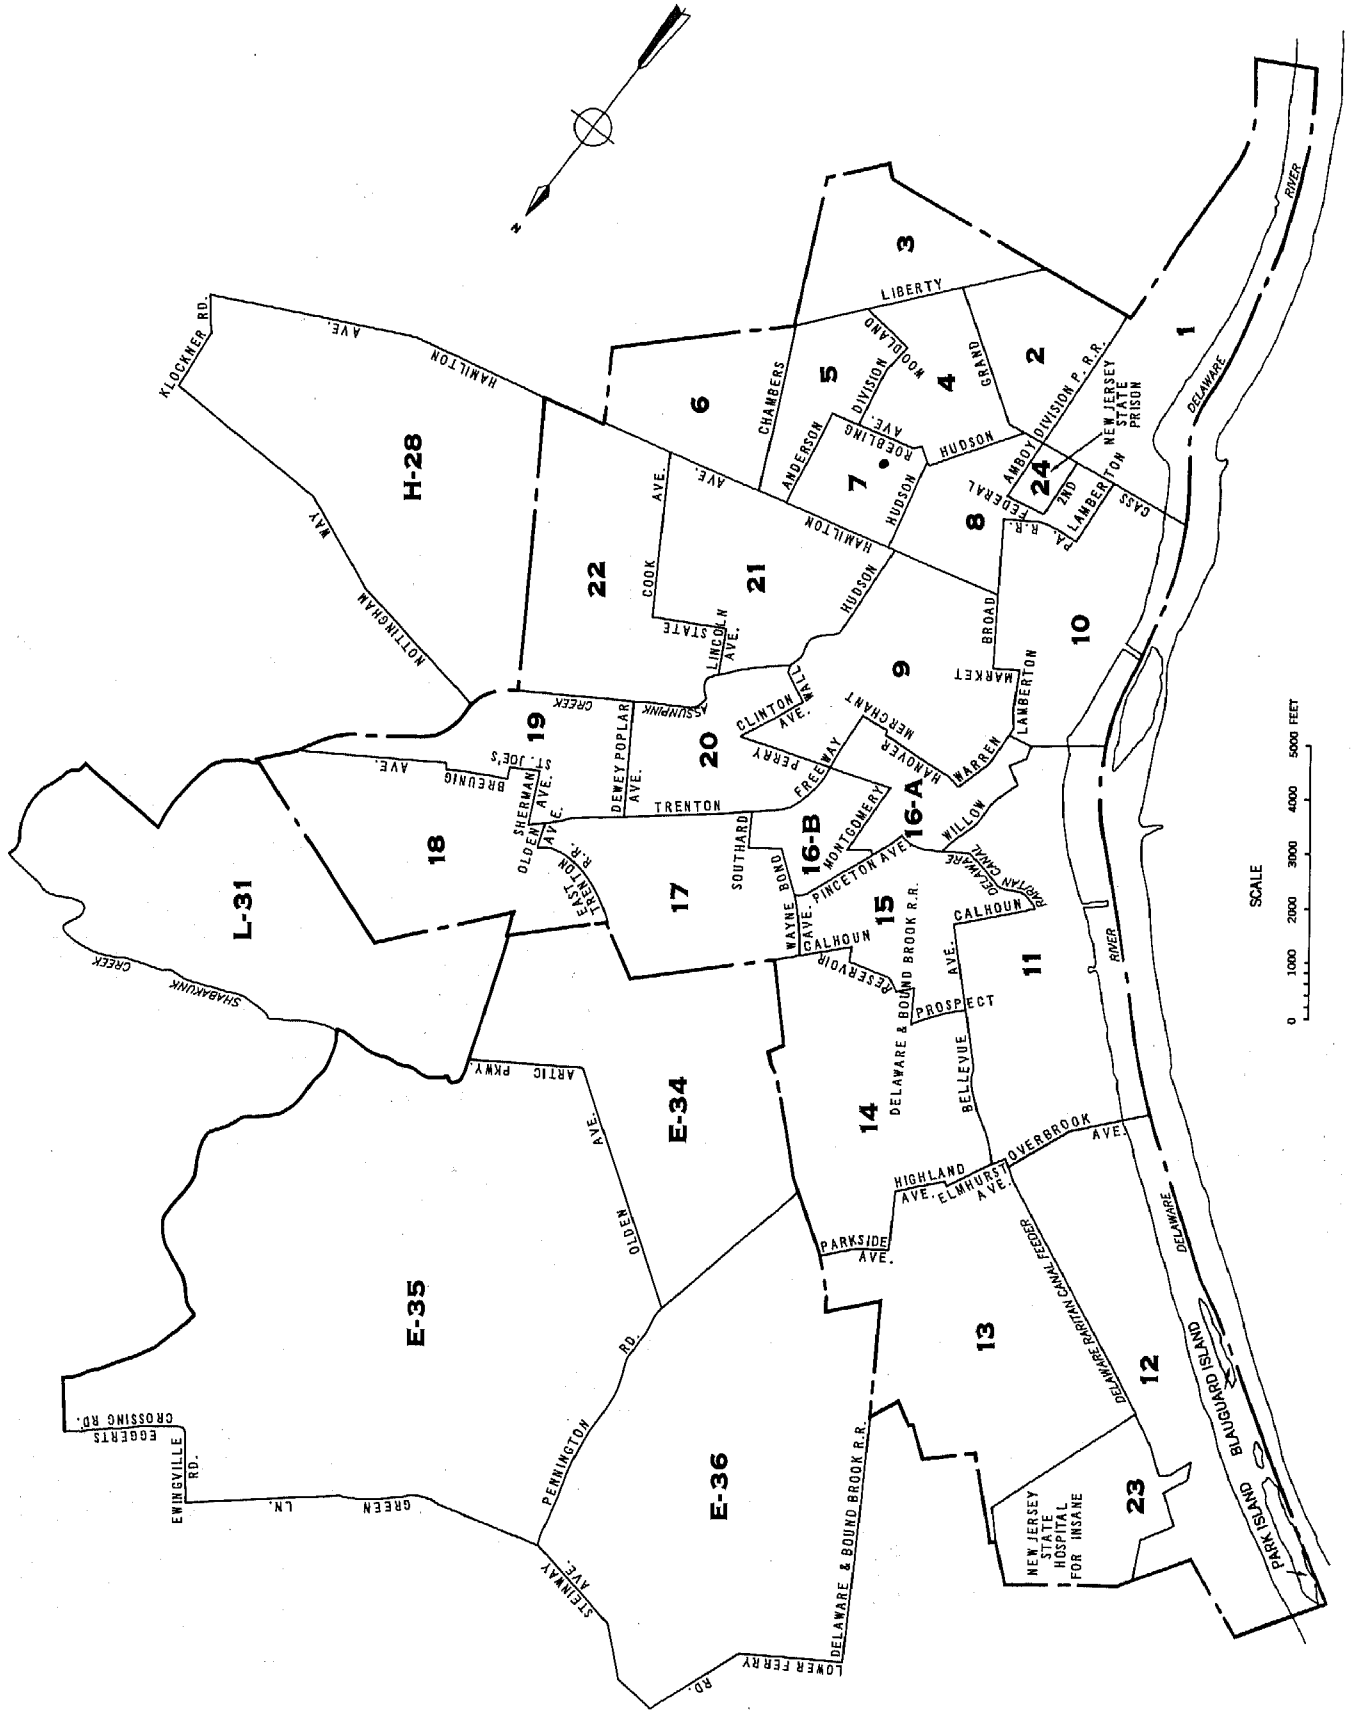 N
KLOCKNER RD.
HAMILTON
AVE.
NOTTINGHAM
WAY
H-28
L-31
SHABAKUNK
CREEK
E-35
EGGERTS
CROSSING RD.
EWINGVILLE
RD.
GREEN
LN.
PENNINGTON
RD.
STEINWAY
AVE.
E-36
LOWER FERRY
RD.
DELAWARE & BOUND BROOK R.R.
E-34
OLDEN
AVE.
ARTIC
PKWY.
18
BREUNIG
AVE.
ST. JOE'S
SHERMAN
AVE.
OLDEN
AVE.
EAST
TRENTON
R.R.
19
CREEK
ASSUNPINK
DEWEY POPLAR
AVE.
TRENTON
FREEWAY
20
17
SOUTHARD
BOND
WAYNE
AVE.
22
COOK
AVE.
STATE
LINCOLN
AVE.
21
HAMILTON
AVE.
6
CHAMBERS
5
ANDERSON
DIVISION
WOODLAND
ROEBLING
AVE.
7
HUDSON
HUDSON
HUDSON
3
LIBERTY
4
GRAND
2
1
AMBOY DIVISION P. R. R.
NEW JERSEY
STATE
PRISON
24
FEDERAL
2ND
LAMBERTON
CASS
P.A.
R.R.
8
BROAD
MARKET
LAMBERTON
10
9
WALL
CLINTON
AVE.
PERRY
MERCHANT
HANOVER
WARREN
WILLOW
16-A
16-B
MONTGOMERY
PINCETON AVE.
15
DELAWARE & BOUND BROOK R.R.
CALHOUN
RESERVOIR
DELAWARE
RARITAN CANAL
CALHOUN
AVE.
PROSPECT
BELLEVUE
11
14
HIGHLAND
AVE.
ELMHURST
AVE.
OVERBROOK
AVE.
PARKSIDE
AVE.
13
DELAWARE RARITAN CANAL FEEDER
12
23
NEW JERSEY
STATE
HOSPITAL
FOR INSANE
PARK ISLAND
BLAUGUARD ISLAND
DELAWARE
RIVER
DELAWARE
RIVER
SCALE
0 1000 2000 3000 4000 5000 FEET